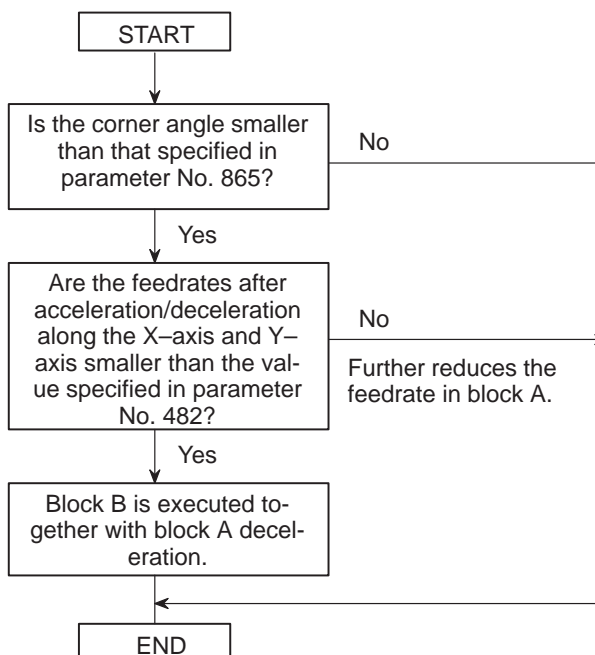 START
Is the corner angle smaller
than that specified in
parameter No. 865?
No
Yes
Are the feedrates after
acceleration/deceleration
along the X–axis and Y–
axis smaller than the val-
ue specified in parameter
No. 482?
No
Further reduces the
feedrate in block A.
Yes
Block B is executed to-
gether with block A decel-
eration.
END